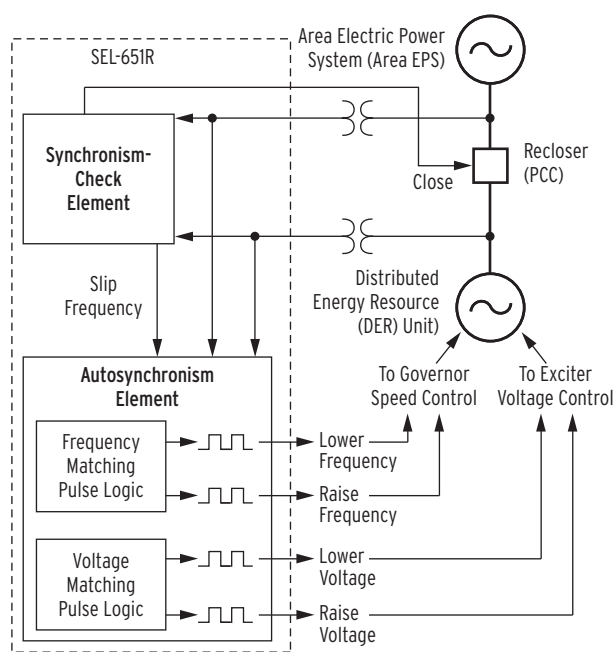 SEL-651R
Area Electric Power
System (Area EPS)
Synchronism-
Check
Element
Close
Recloser
(PCC)
Slip
Frequency
Distributed
Energy Resource
(DER) Unit)
Autosynchronism
Element
To Governor
Speed Control
To Exciter
Voltage Control
Frequency
Matching
Pulse Logic
Lower
Frequency
Raise
Frequency
Voltage
Matching
Pulse Logic
Lower
Voltage
Raise
Voltage